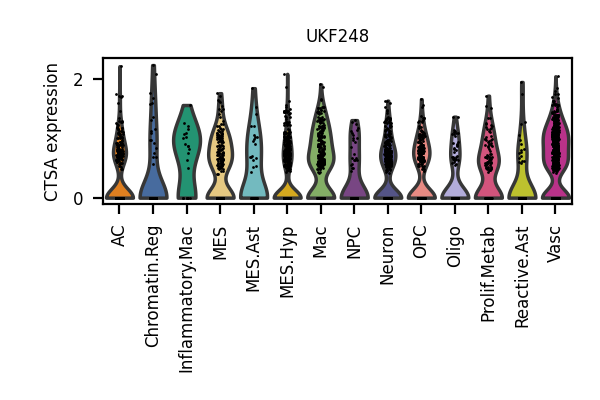 UKF248
CTSA expression
2
0
AC
Chromatin.Reg
Inflammatory.Mac
MES
MES.Ast
MES.Hyp
Mac
NPC
Neuron
OPC
Oligo
Prolif.Metab
Reactive.Ast
Vasc